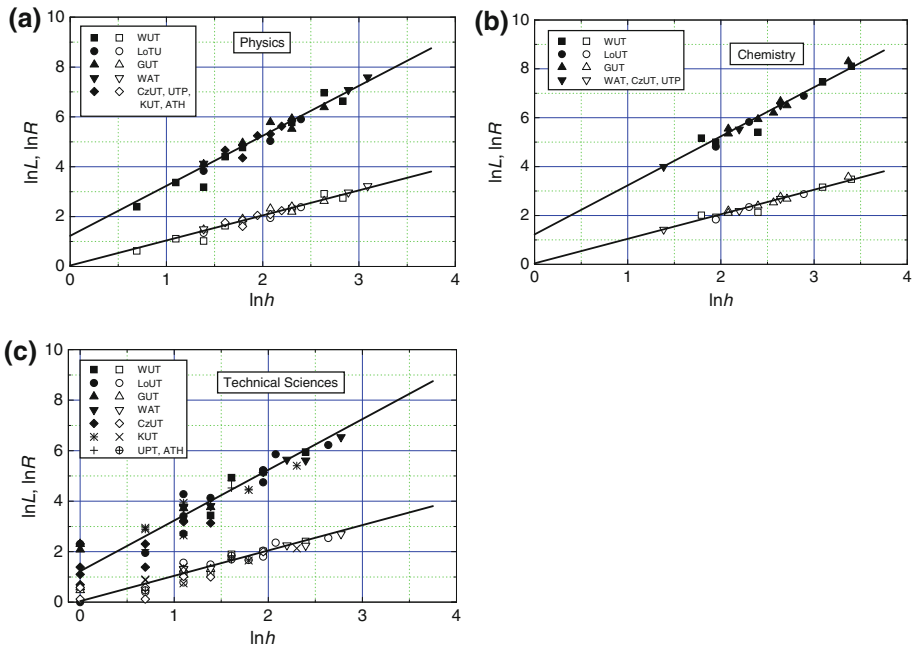 (a)
Physics
WUT
LoTU
GUT
WAT
CzUT, UTP,
KUT, ATH
10
8
6
4
2
0
0
1
2
3
4
lnL, lnR
lnh
(b)
Chemistry
WUT
LoUT
GUT
WAT, CzUT, UTP
10
8
6
4
2
0
0
1
2
3
4
lnL, lnR
lnh
(c)
Technical Sciences
WUT
LoUT
GUT
WAT
CzUT
KUT
UPT, ATH
10
8
6
4
2
0
0
1
2
3
4
lnL, lnR
lnh